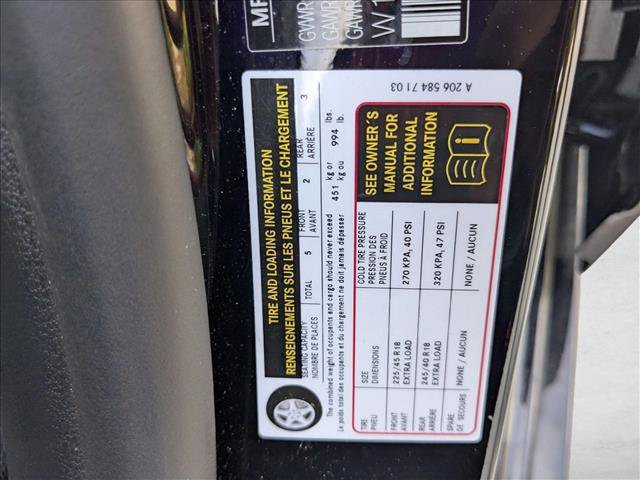 MF
GVWR
GAWR
GAWR
W1
TIRE AND LOADING INFORMATION
RENSEIGNEMENTS SUR LES PNEUS ET LE CHARGEMENT
SEATING CAPACITY TOTAL 5 FRONT 2 REAR 3
NOMBRE DE PLACES AVANT ARRIÈRE
The combined weight of occupants and cargo should never exceed 451 kg or 994 lbs.
Le poids total des occupants et du chargement ne doit jamais dépasser kg ou lb.
TIRE SIZE COLD TIRE PRESSURE
PNEU DIMENSIONS PRESSION DES
PNEUS À FROID
FRONT 225/45 R18 270 KPA, 40 PSI
AVANT EXTRA LOAD
REAR 245/40 R18 320 KPA, 47 PSI
ARRIÈRE EXTRA LOAD
SPARE NONE / AUCUN NONE / AUCUN
DE SECOURS
SEE OWNER´S
MANUAL FOR
ADDITIONAL
INFORMATION
A 206 584 71 03